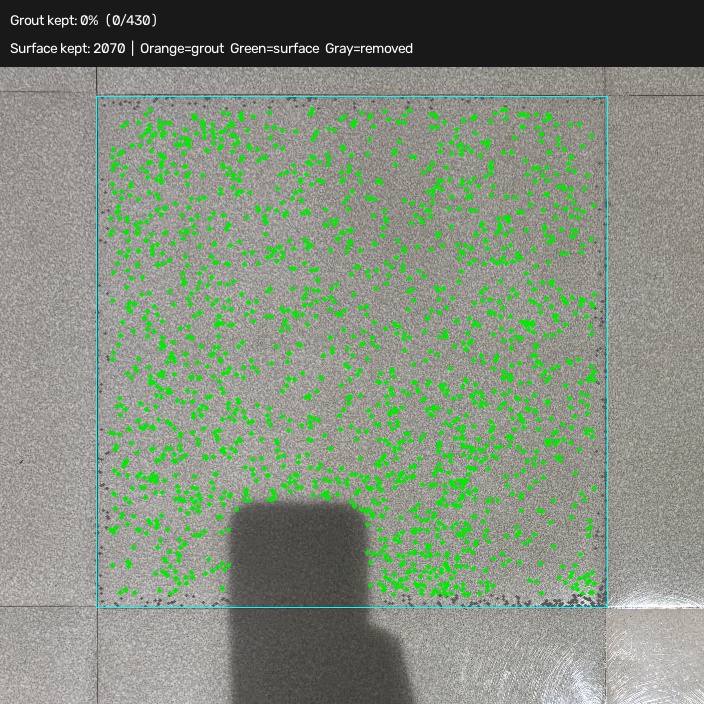 Grout kept: 0% (0/430)
Surface kept: 2070 | Orange=grout Green=surface Gray=removed